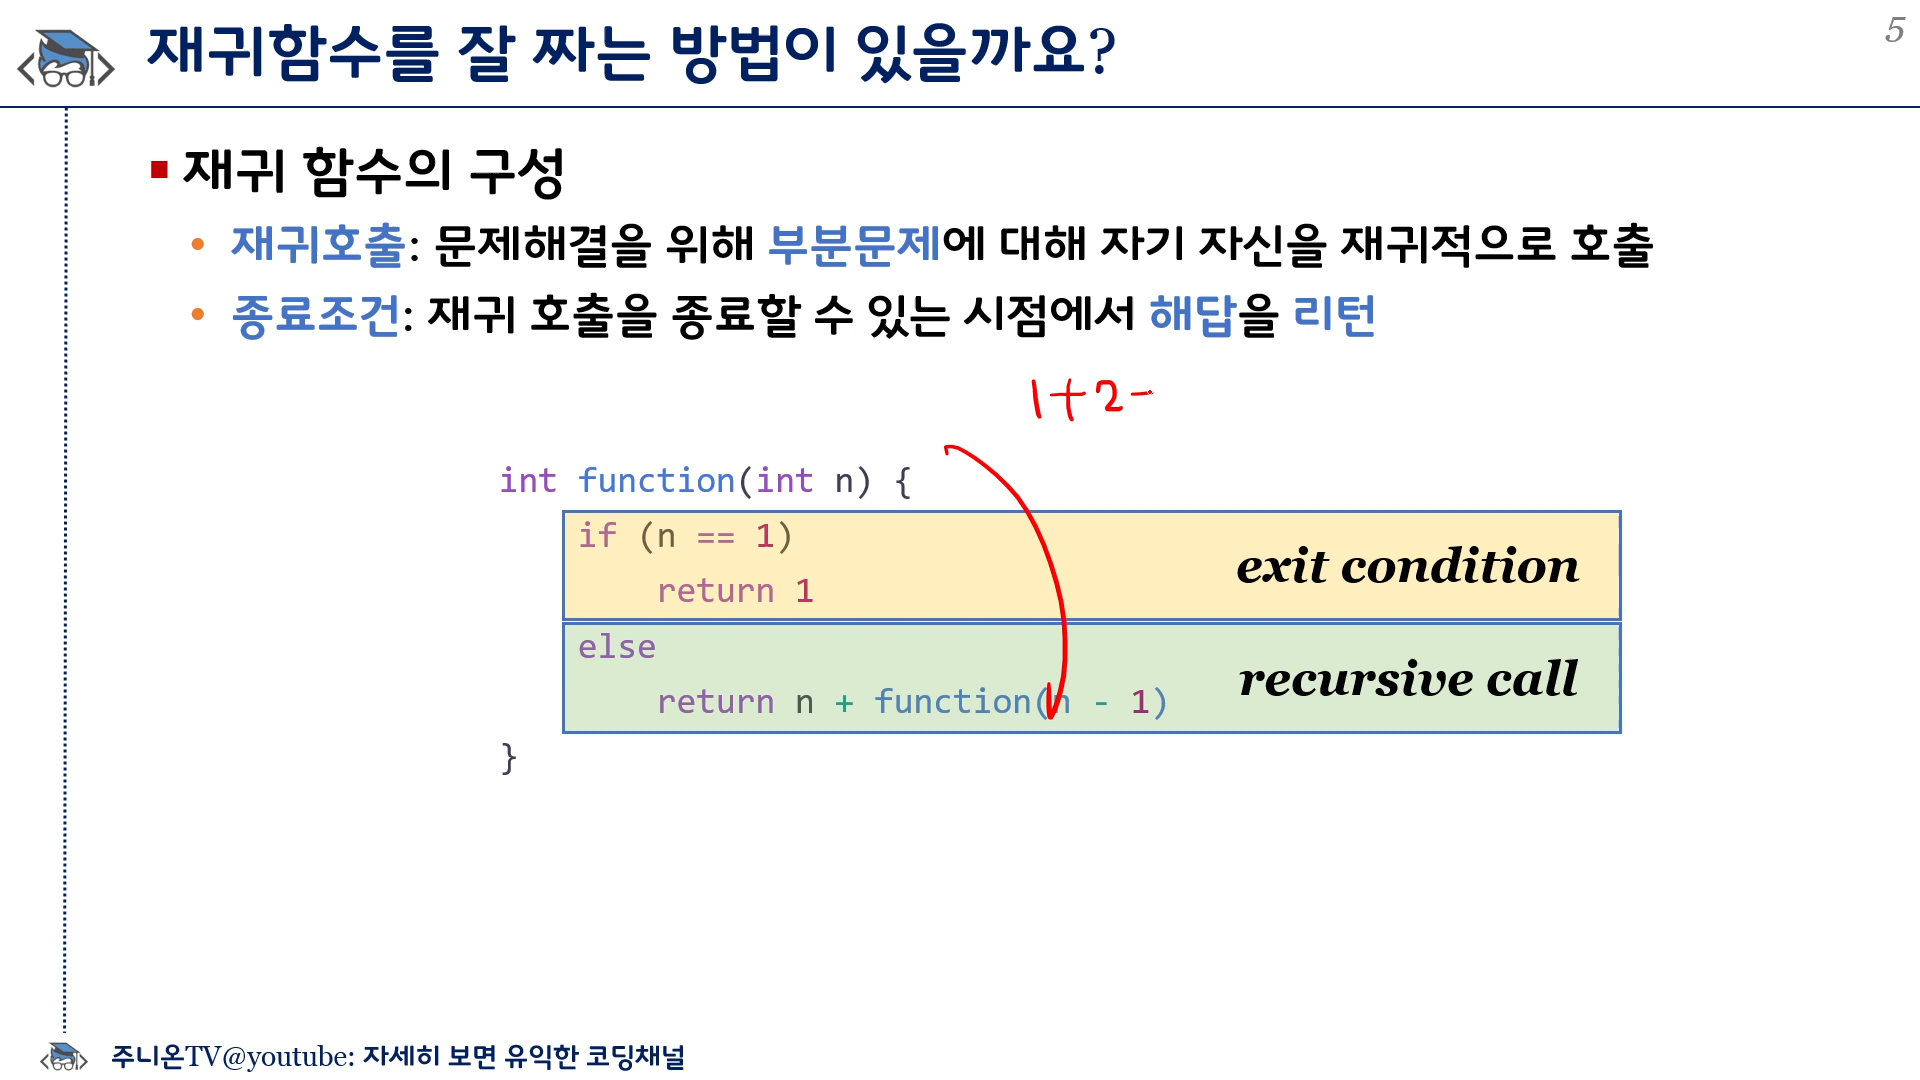 재귀함수를 잘 짜는 방법이 있을까요?
5
재귀 함수의 구성
재귀호출: 문제해결을 위해 부분문제에 대해 자기 자신을 재귀적으로 호출
종료조건: 재귀 호출을 종료할 수 있는 시점에서 해답을 리턴
1+2-
int function(int n) {
if (n == 1)
return 1
exit condition
else
return n + function(n - 1)
recursive call
}
주니온TV@youtube: 자세히 보면 유익한 코딩채널